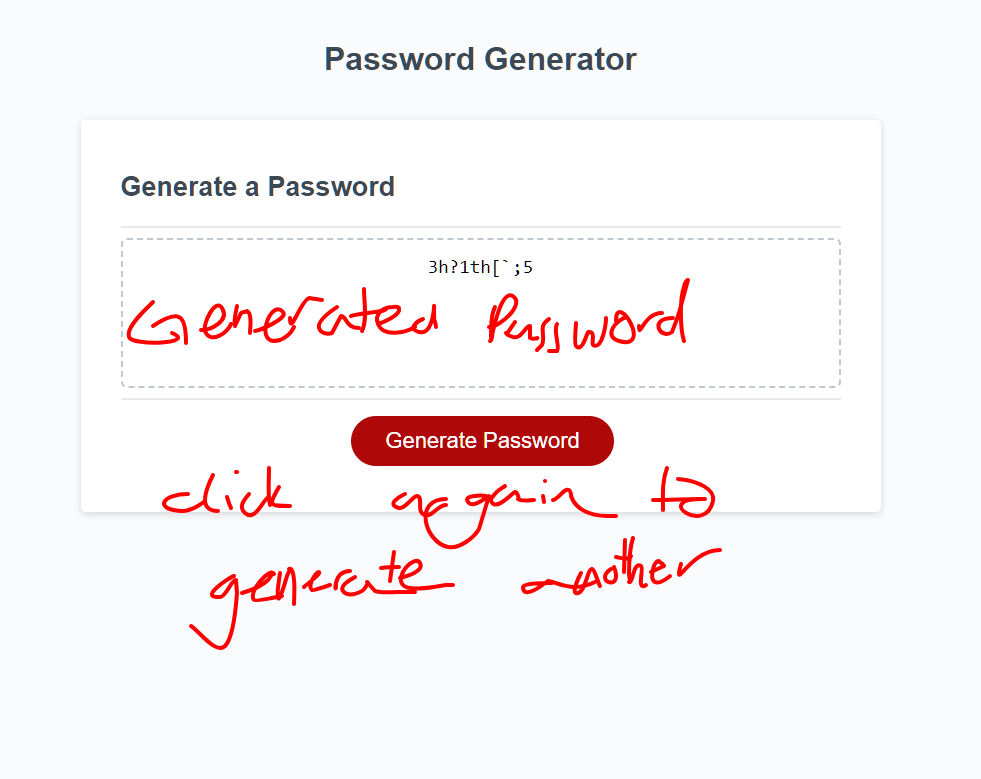 Password Generator
Generate a Password
3h?1th[`;5
Generated Password
Generate Password
click again to
generate another